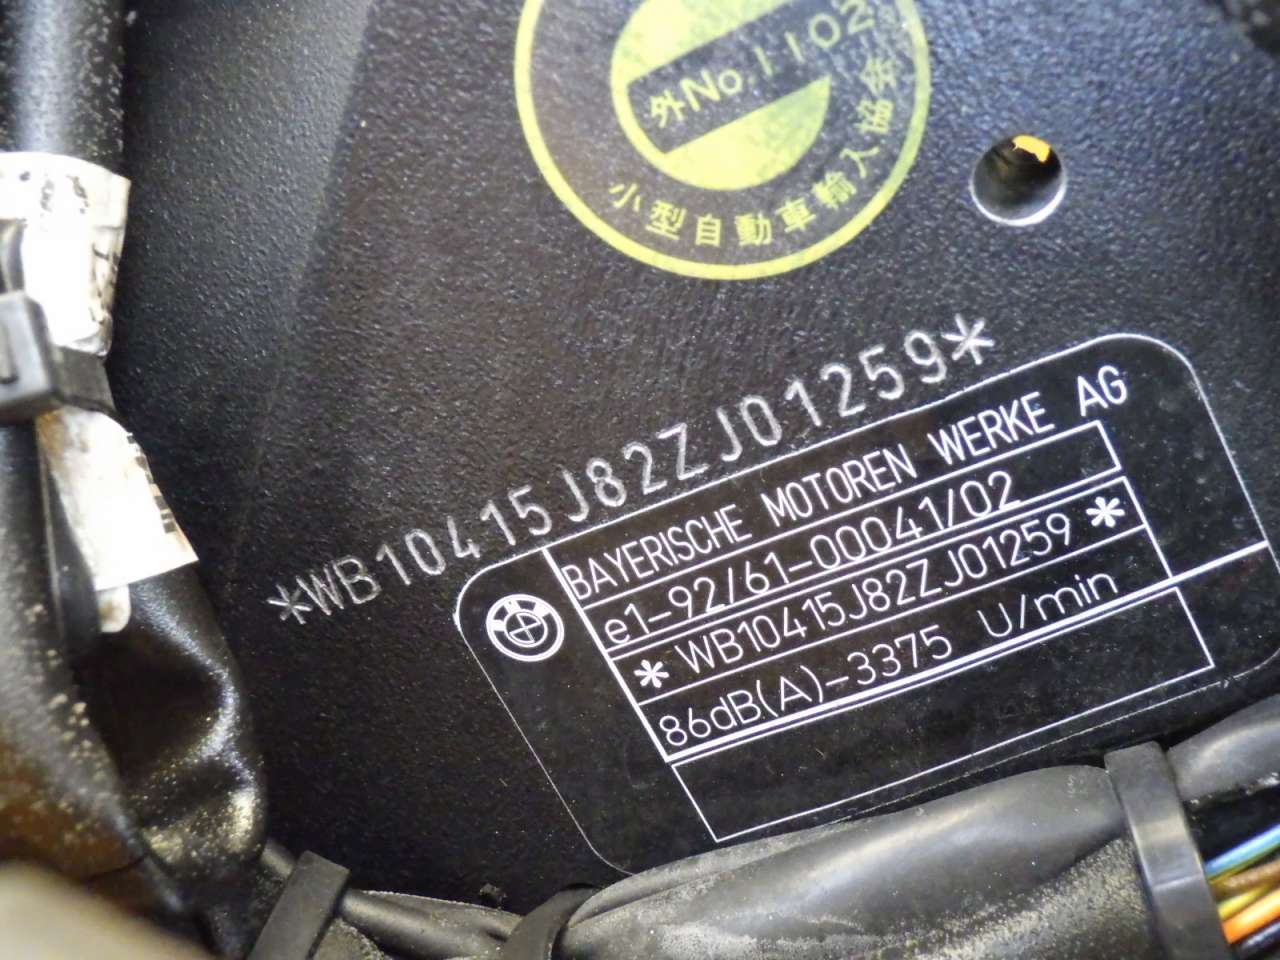 外No.1102
小型自動車輸入協会
*WB10415J82ZJ01259*
BAYERISCHE MOTOREN WERKE AG
e1-92/61-00041/02
* WB10415J82ZJ01259 *
86dB(A)-3375 U/min